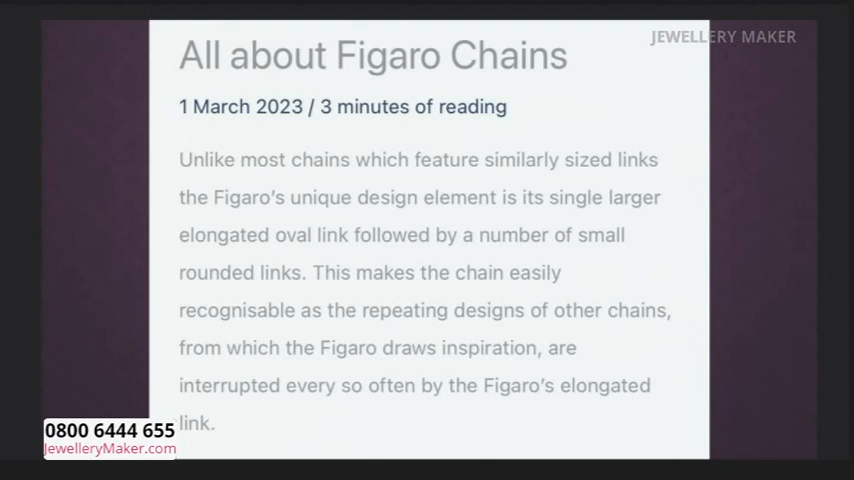 JEWELLERY MAKER
All about Figaro Chains
1 March 2023 / 3 minutes of reading
Unlike most chains which feature similarly sized links
the Figaro’s unique design element is its single larger
elongated oval link followed by a number of small
rounded links. This makes the chain easily
recognisable as the repeating designs of other chains,
from which the Figaro draws inspiration, are
interrupted every so often by the Figaro’s elongated
link.
0800 6444 655
JewelleryMaker.com